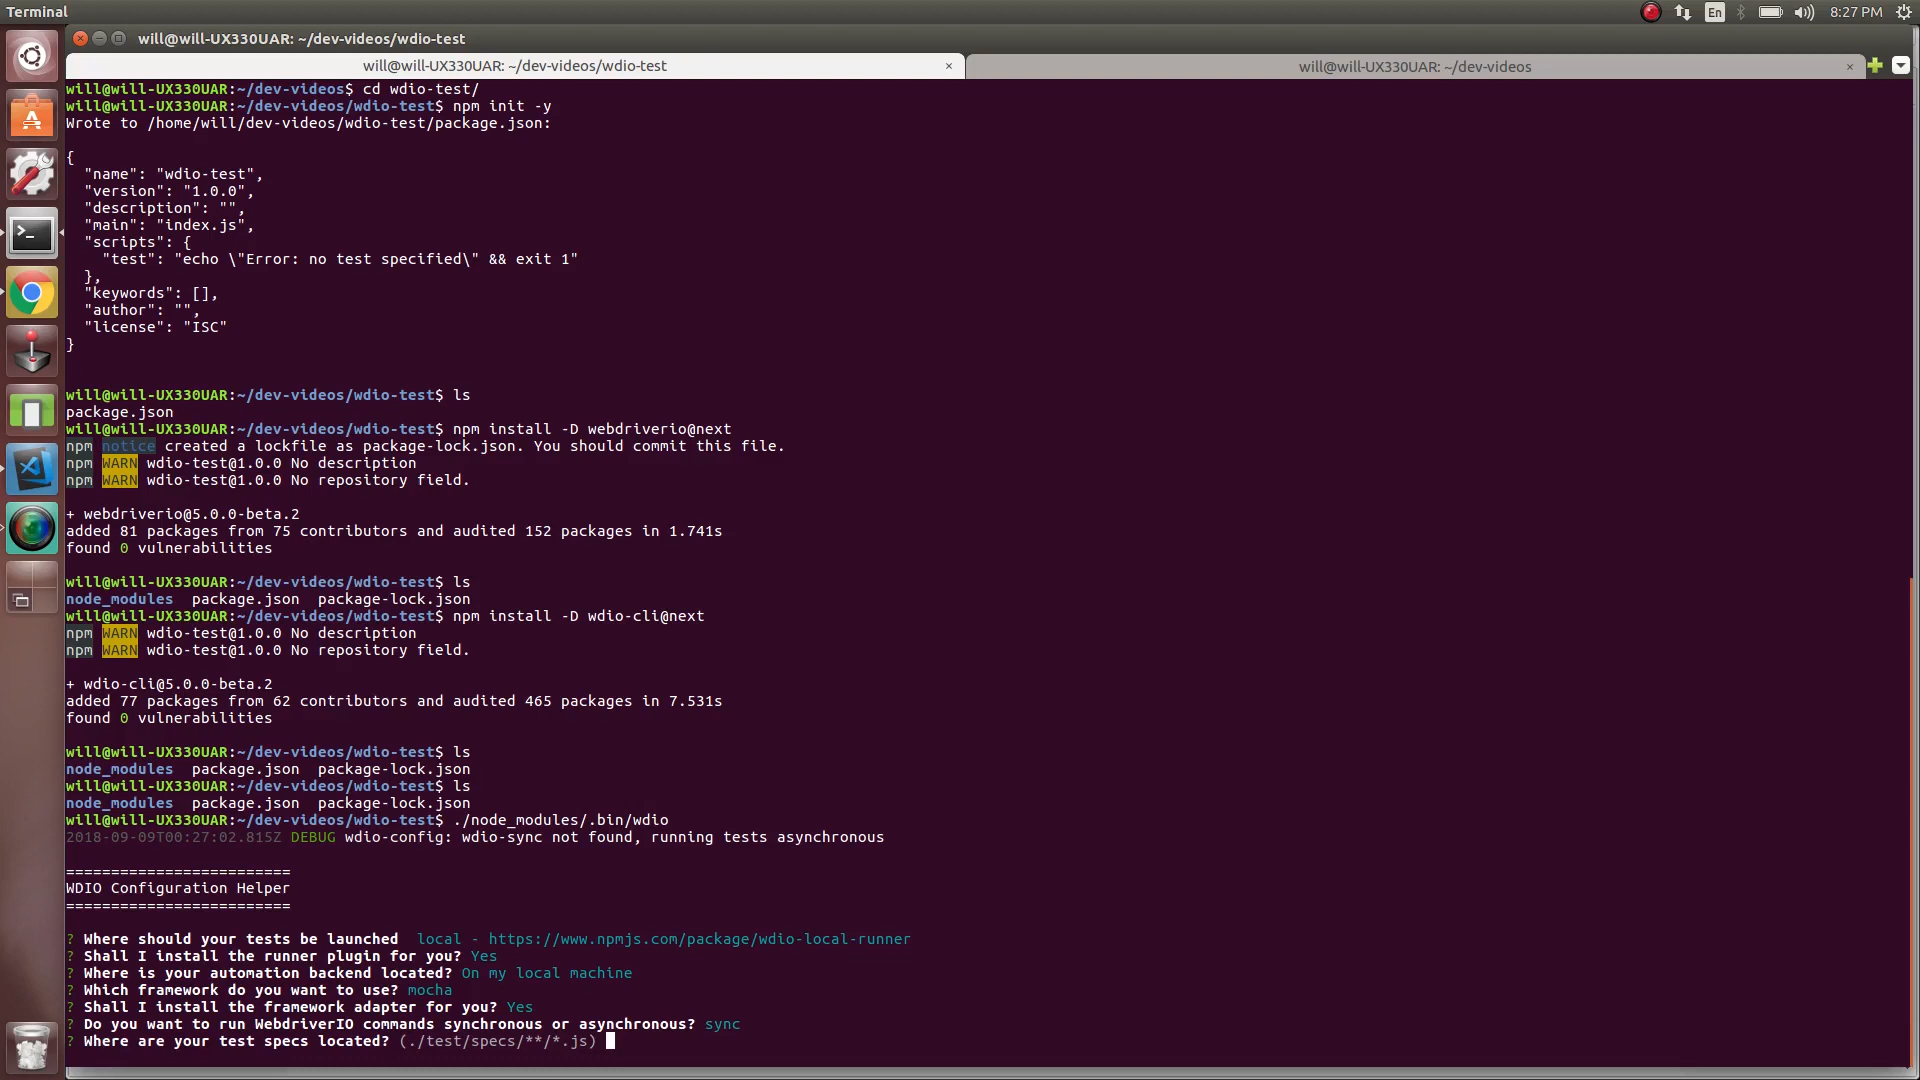 Terminal
En
8:27 PM
will@will-UX330UAR: ~/dev-videos/wdio-test
will@will-UX330UAR: ~/dev-videos/wdio-test × will@will-UX330UAR: ~/dev-videos ×
will@will-UX330UAR:~/dev-videos$ cd wdio-test/
will@will-UX330UAR:~/dev-videos/wdio-test$ npm init -y
Wrote to /home/will/dev-videos/wdio-test/package.json:
{
  "name": "wdio-test",
  "version": "1.0.0",
  "description": "",
  "main": "index.js",
  "scripts": {
    "test": "echo \"Error: no test specified\" && exit 1"
  },
  "keywords": [],
  "author": "",
  "license": "ISC"
}
will@will-UX330UAR:~/dev-videos/wdio-test$ ls
package.json
will@will-UX330UAR:~/dev-videos/wdio-test$ npm install -D webdriverio@next
npm notice created a lockfile as package-lock.json. You should commit this file.
npm WARN wdio-test@1.0.0 No description
npm WARN wdio-test@1.0.0 No repository field.
+ webdriverio@5.0.0-beta.2
added 81 packages from 75 contributors and audited 152 packages in 1.741s
found 0 vulnerabilities
will@will-UX330UAR:~/dev-videos/wdio-test$ ls
node_modules  package.json  package-lock.json
will@will-UX330UAR:~/dev-videos/wdio-test$ npm install -D wdio-cli@next
npm WARN wdio-test@1.0.0 No description
npm WARN wdio-test@1.0.0 No repository field.
+ wdio-cli@5.0.0-beta.2
added 77 packages from 62 contributors and audited 465 packages in 7.531s
found 0 vulnerabilities
will@will-UX330UAR:~/dev-videos/wdio-test$ ls
node_modules  package.json  package-lock.json
will@will-UX330UAR:~/dev-videos/wdio-test$ ls
node_modules  package.json  package-lock.json
will@will-UX330UAR:~/dev-videos/wdio-test$ ./node_modules/.bin/wdio
2018-09-09T00:27:02.815Z DEBUG wdio-config: wdio-sync not found, running tests asynchronous
=========================
WDIO Configuration Helper
=========================
? Where should your tests be launched  local - https://www.npmjs.com/package/wdio-local-runner
? Shall I install the runner plugin for you? Yes
? Where is your automation backend located? On my local machine
? Which framework do you want to use? mocha
? Shall I install the framework adapter for you? Yes
? Do you want to run WebdriverIO commands synchronous or asynchronous? sync
? Where are your test specs located? (./test/specs/**/*.js)